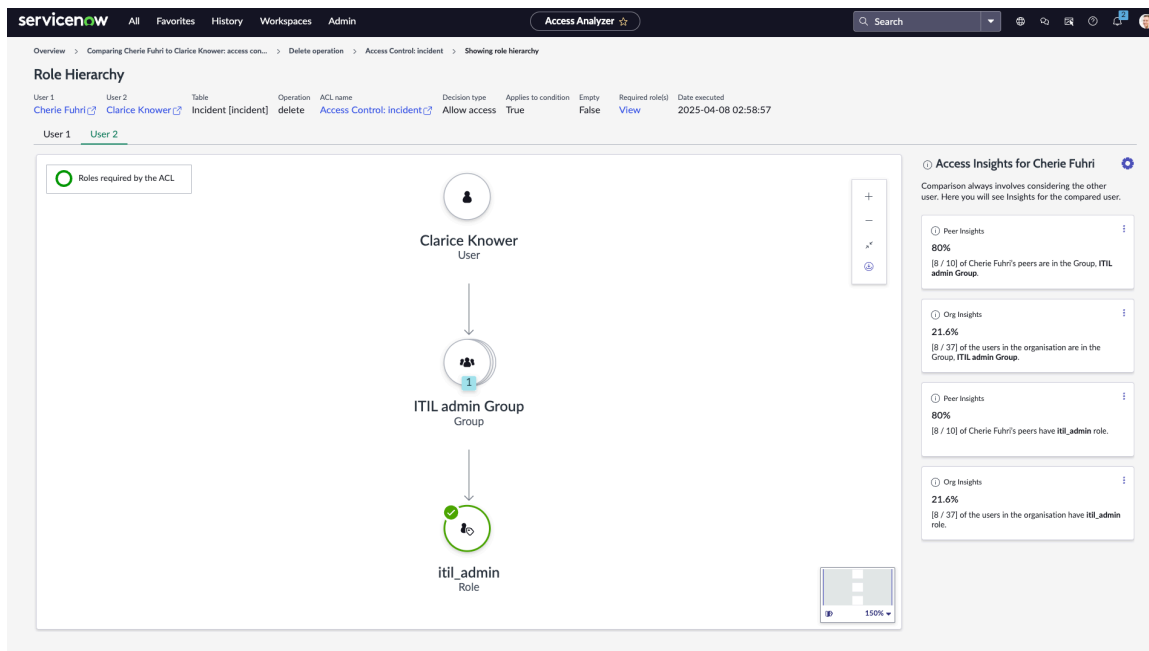 servicenow All Favorites History Workspaces Admin Access Analyzer ☆ Search 2
Overview > Comparing Cherie Fuhri to Clarice Knower: access con... > Delete operation > Access Control: incident > Showing role hierarchy
Role Hierarchy
User 1 User 2 Table Operation ACL name Decision type Applies to condition Empty Required role(s) Date executed
Cherie Fuhri Clarice Knower Incident [incident] delete Access Control: incident Allow access True False View 2025-04-08 02:58:57
User 1 User 2
Roles required by the ACL
Clarice Knower
User
1
ITIL admin Group
Group
itil_admin
Role
150%
Access Insights for Cherie Fuhri
Comparison always involves considering the other
user. Here you will see Insights for the compared user.
Peer Insights
80%
[8 / 10] of Cherie Fuhri's peers are in the Group, ITIL
admin Group.
Org Insights
21.6%
[8 / 37] of the users in the organisation are in the
Group, ITIL admin Group.
Peer Insights
80%
[8 / 10] of Cherie Fuhri's peers have itil_admin role.
Org Insights
21.6%
[8 / 37] of the users in the organisation have itil_admin
role.